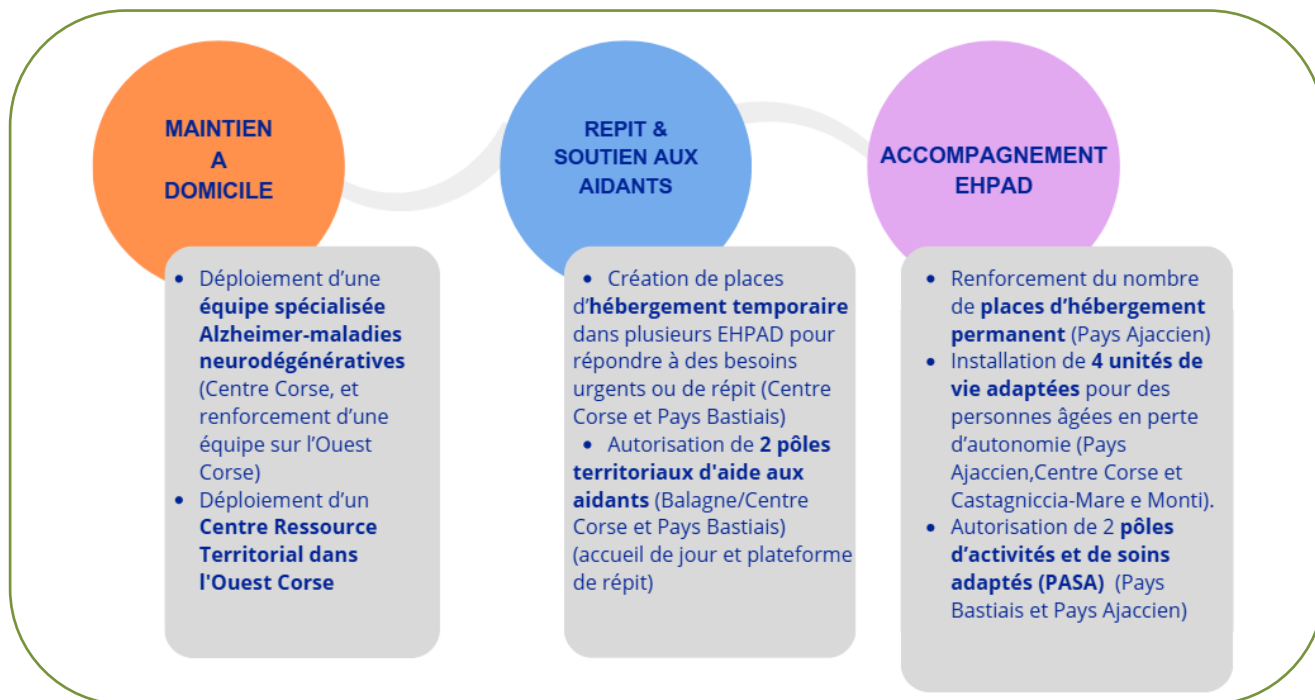 MAINTIEN
A
DOMICILE
• Déploiement d'une
équipe spécialisée
Alzheimer-maladies
neurodégénératives
(Centre Corse, et
renforcement d'une
équipe sur l'Ouest
Corse)
• Déploiement d'un
Centre Ressource
Territorial dans
l'Ouest Corse
REPIT &
SOUTIEN AUX
AIDANTS
• Création de places
d'hébergement temporaire
dans plusieurs EHPAD pour
répondre à des besoins
urgents ou de répit (Centre
Corse et Pays Bastiais)
• Autorisation de 2 pôles
territoriaux d'aide aux
aidants (Balagne/Centre
Corse et Pays Bastiais)
(accueil de jour et plateforme
de répit)
ACCOMPAGNEMENT
EHPAD
• Renforcement du nombre
de places d'hébergement
permanent (Pays Ajaccien)
• Installation de 4 unités de
vie adaptées pour des
personnes âgées en perte
d'autonomie (Pays
Ajaccien,Centre Corse et
Castagniccia-Mare e Monti).
• Autorisation de 2 pôles
d'activités et de soins
adaptés (PASA) (Pays
Bastiais et Pays Ajaccien)